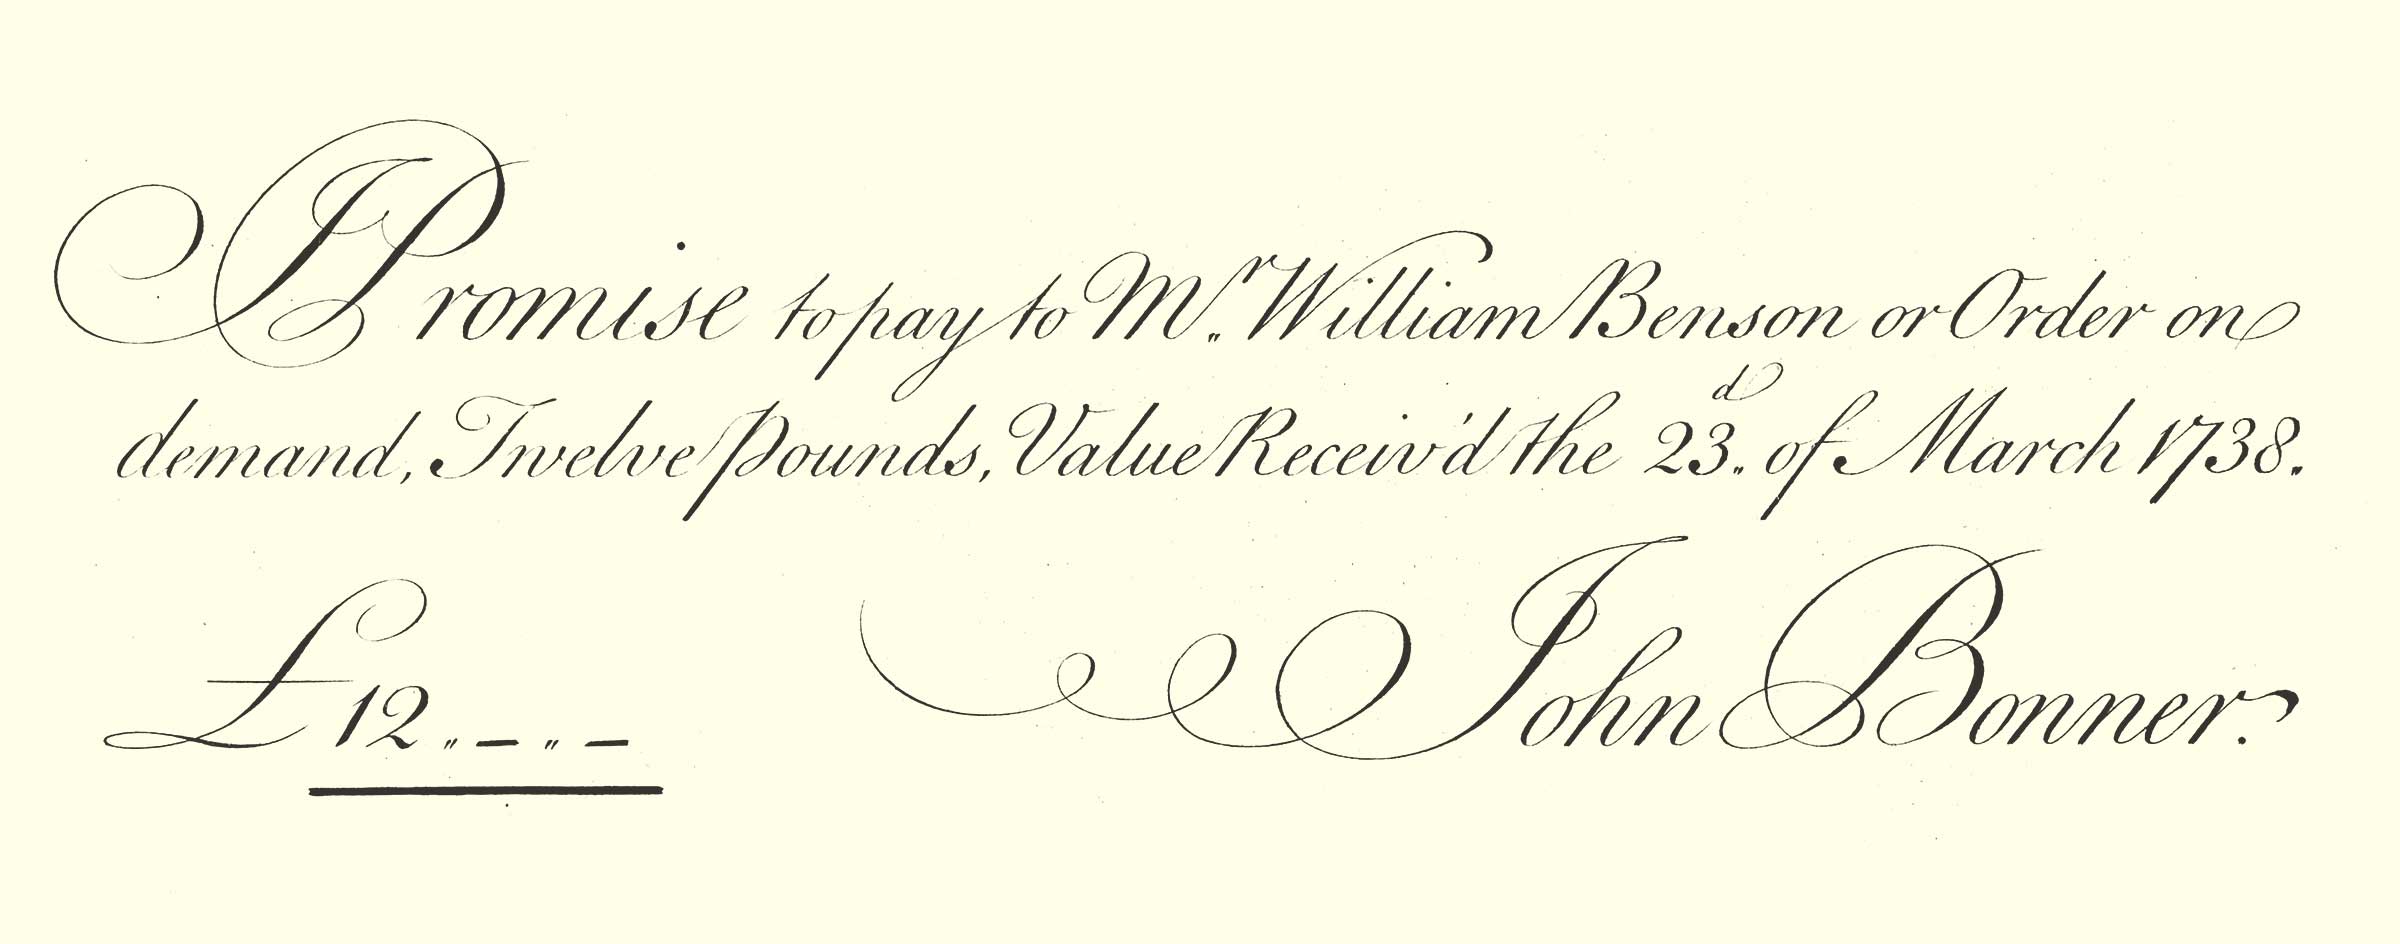 I Promise to pay to Mr. William Benson or Order on
demand, Twelve Pounds, Value Receiv'd the 23d. of March 1738.
£12 „ – „ –
John Bonner.